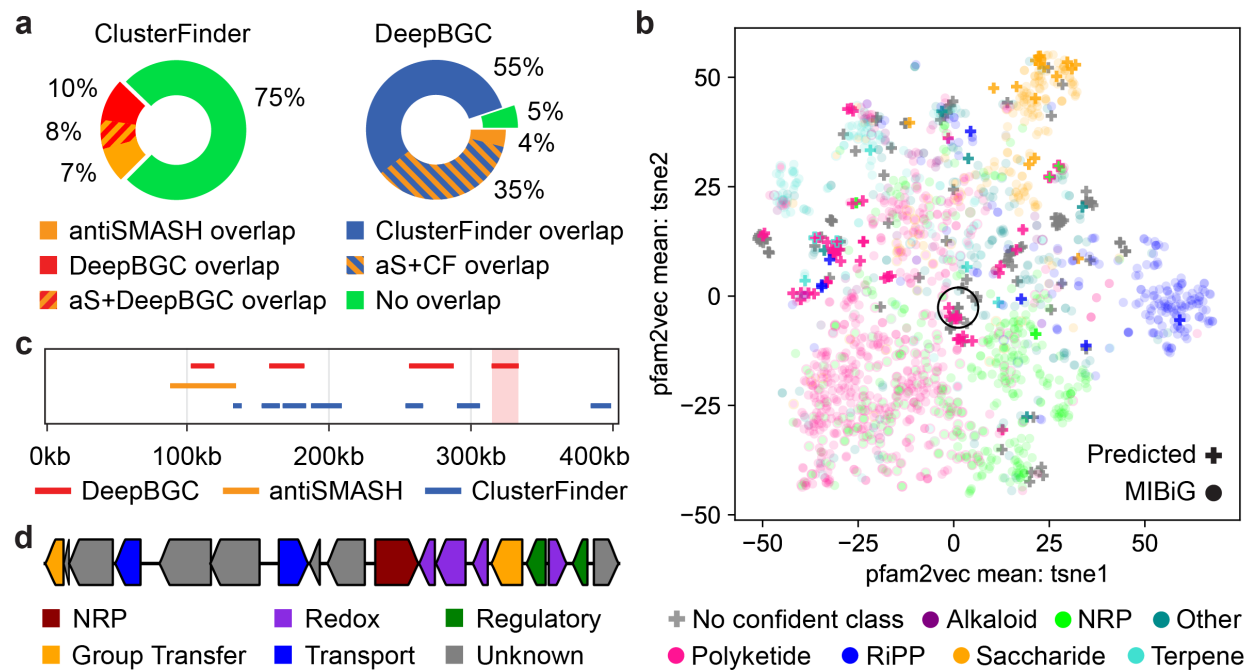 a
ClusterFinder
10%
75%
8%
7%
antiSMASH overlap
DeepBGC overlap
aS+DeepBGC overlap
DeepBGC
55%
5%
4%
35%
ClusterFinder overlap
aS+CF overlap
No overlap
b
pfam2vec mean: tsne2
50
25
0
−25
−50
Predicted
MIBiG
−50 −25 0 25 50
pfam2vec mean: tsne1
No confident class Alkaloid NRP Other
Polyketide RiPP Saccharide Terpene
c
0kb 100kb 200kb 300kb 400kb
DeepBGC antiSMASH ClusterFinder
d
NRP Redox Regulatory
Group Transfer Transport Unknown